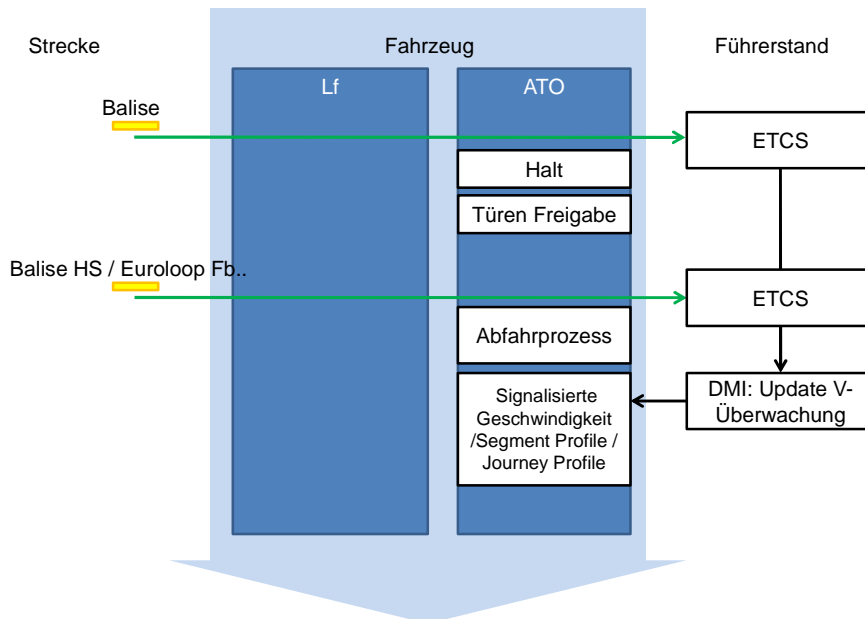 Strecke
Fahrzeug
Führerstand
Lf
ATO
Balise
ETCS
Halt
Türen Freigabe
Balise HS / Euroloop Fb..
ETCS
Abfahrprozess
DMI: Update V-
Überwachung
Signalisierte
Geschwindigkeit
/Segment Profile /
Journey Profile